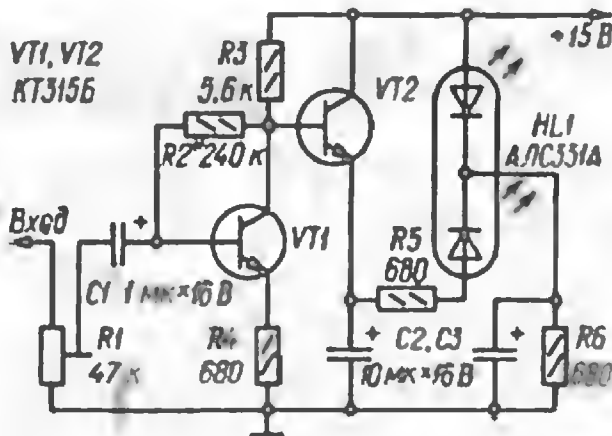 +15 В
VT1, VT2
КТ315Б
R3
5,6 к
VT2
R2* 240 к
HL1
АЛС331А
Вход
VT1
R5
680
C1 1 мк × 16 В
R1
47 к
R4
680
C2, C3
10 мк × 16 В
R6
680
+
+
+